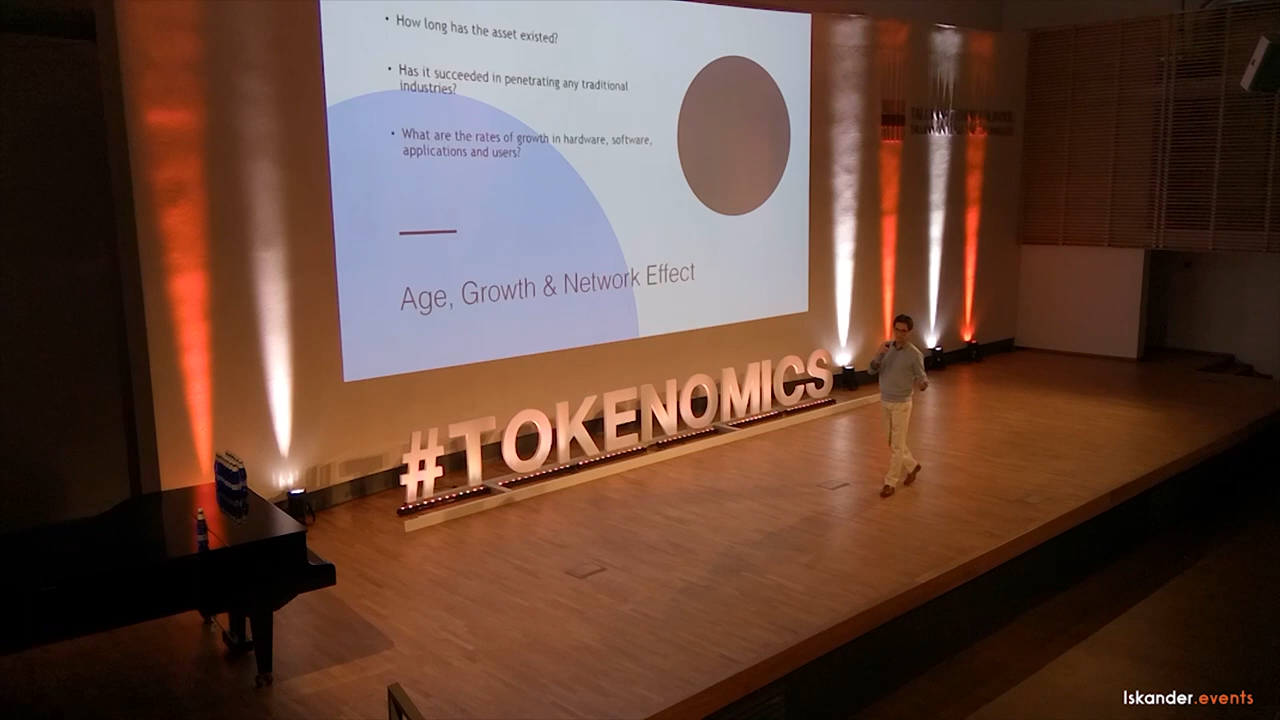 • How long has the asset existed?
• Has it succeeded in penetrating any traditional
industries?
• What are the rates of growth in hardware, software,
applications and users?
Age, Growth & Network Effect
#TOKENOMICS
Iskander.events